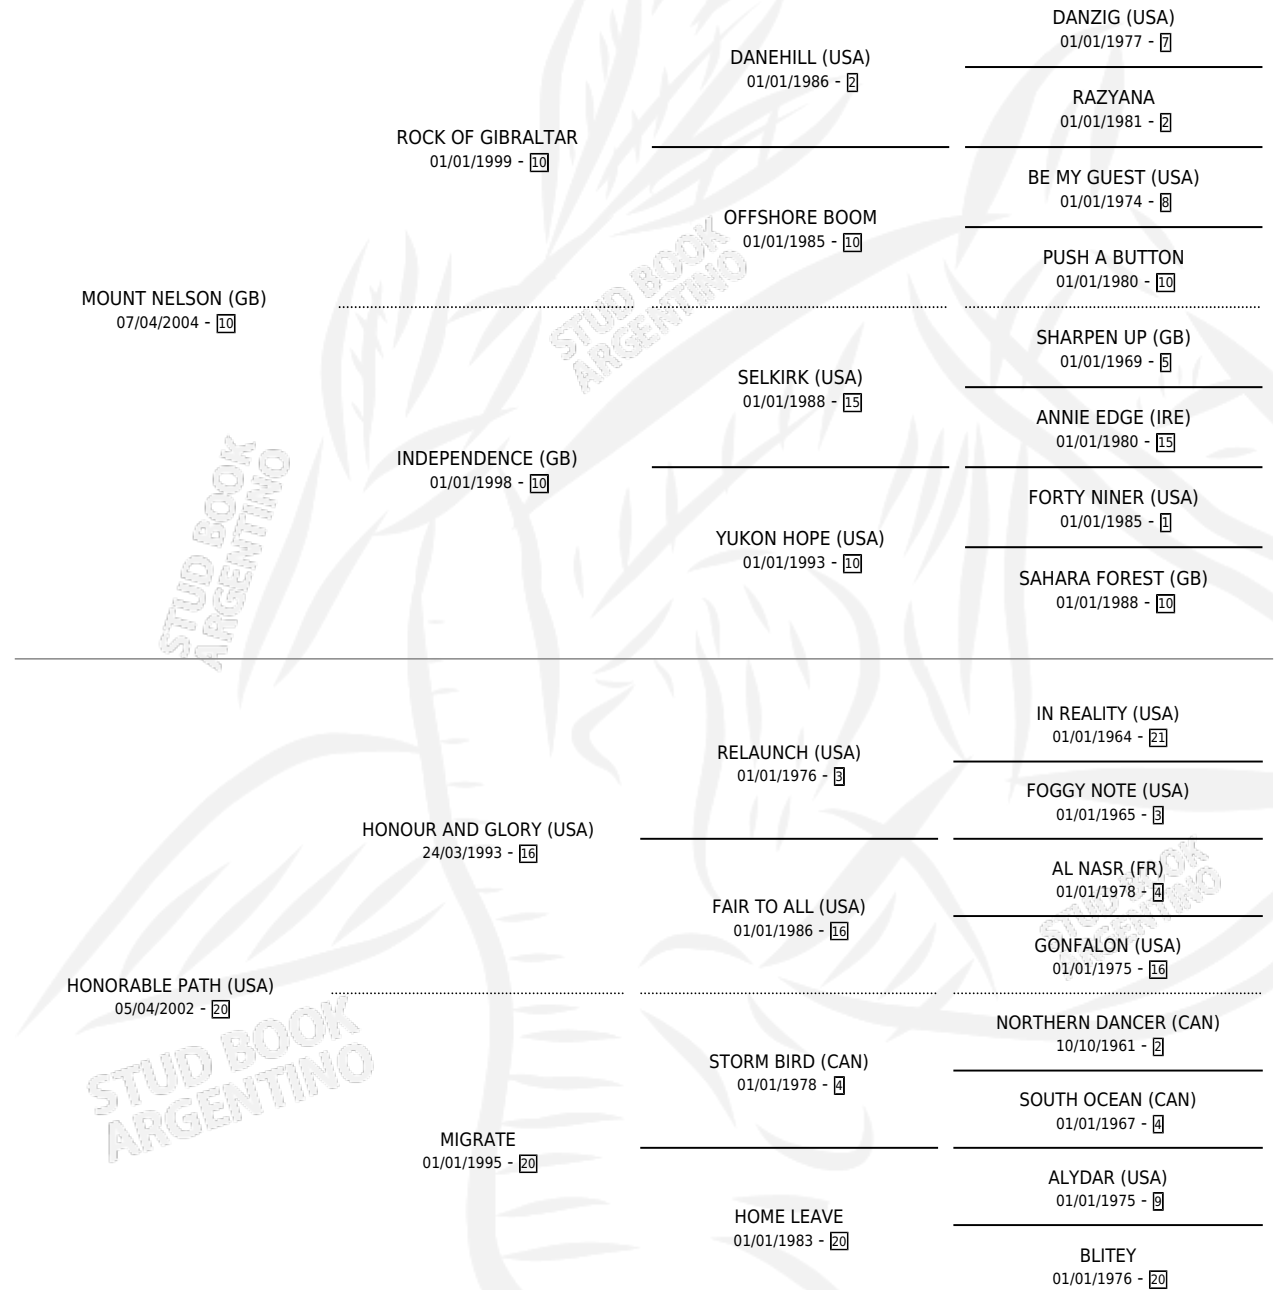 DANZIG (USA)
01/01/1977 - 7
DANEHILL (USA)
01/01/1986 - 2
RAZYANA
01/01/1981 - 2
ROCK OF GIBRALTAR
01/01/1999 - 10
BE MY GUEST (USA)
01/01/1974 - 8
OFFSHORE BOOM
01/01/1985 - 10
PUSH A BUTTON
01/01/1980 - 10
MOUNT NELSON (GB)
07/04/2004 - 10
STUD BOOK
ARGENTINO
SHARPEN UP (GB)
01/01/1969 - 5
SELKIRK (USA)
01/01/1988 - 15
ANNIE EDGE (IRE)
01/01/1980 - 15
INDEPENDENCE (GB)
01/01/1998 - 10
FORTY NINER (USA)
01/01/1985 - 1
YUKON HOPE (USA)
01/01/1993 - 10
SAHARA FOREST (GB)
01/01/1988 - 10
STUD BOOK
ARGENTINO
IN REALITY (USA)
01/01/1964 - 21
RELAUNCH (USA)
01/01/1976 - 3
FOGGY NOTE (USA)
01/01/1965 - 3
HONOUR AND GLORY (USA)
24/03/1993 - 16
AL NASR (FR)
01/01/1978 - 4
FAIR TO ALL (USA)
01/01/1986 - 16
STUD BOOK
ARGENTINO
GONFALON (USA)
01/01/1975 - 16
HONORABLE PATH (USA)
05/04/2002 - 20
STUD BOOK
ARGENTINO
NORTHERN DANCER (CAN)
10/10/1961 - 2
STORM BIRD (CAN)
01/01/1978 - 4
SOUTH OCEAN (CAN)
01/01/1967 - 4
MIGRATE
01/01/1995 - 20
ALYDAR (USA)
01/01/1975 - 9
HOME LEAVE
01/01/1983 - 20
BLITEY
01/01/1976 - 20